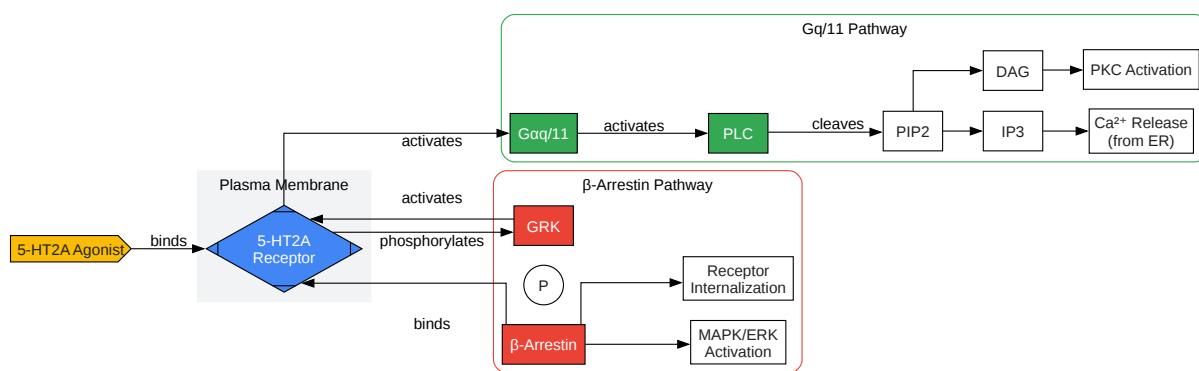 Gq/11 Pathway
DAG
PKC Activation
activates
Gαq/11
activates
PLC
cleaves
PIP2
IP3
Ca²⁺ Release
(from ER)
Plasma Membrane
β-Arrestin Pathway
activates
GRK
phosphorylates
5-HT2A Agonist
binds
5-HT2A
Receptor
P
Receptor
Internalization
binds
β-Arrestin
MAPK/ERK
Activation